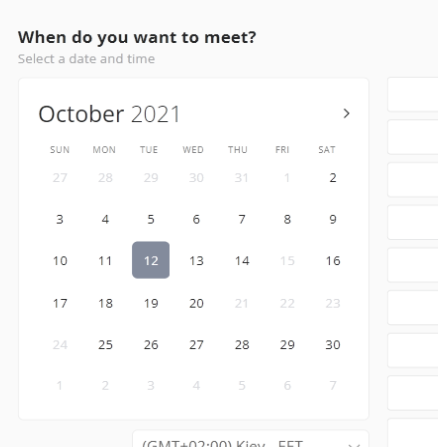 When do you want to meet?
Select a date and time
October 2021
SUN MON TUE WED THU FRI SAT
27 28 29 30 31 1 2
3 4 5 6 7 8 9
10 11 12 13 14 15 16
17 18 19 20 21 22 23
24 25 26 27 28 29 30
1 2 3 4 5 6 7
(GMT+02:00) Kiev - EET